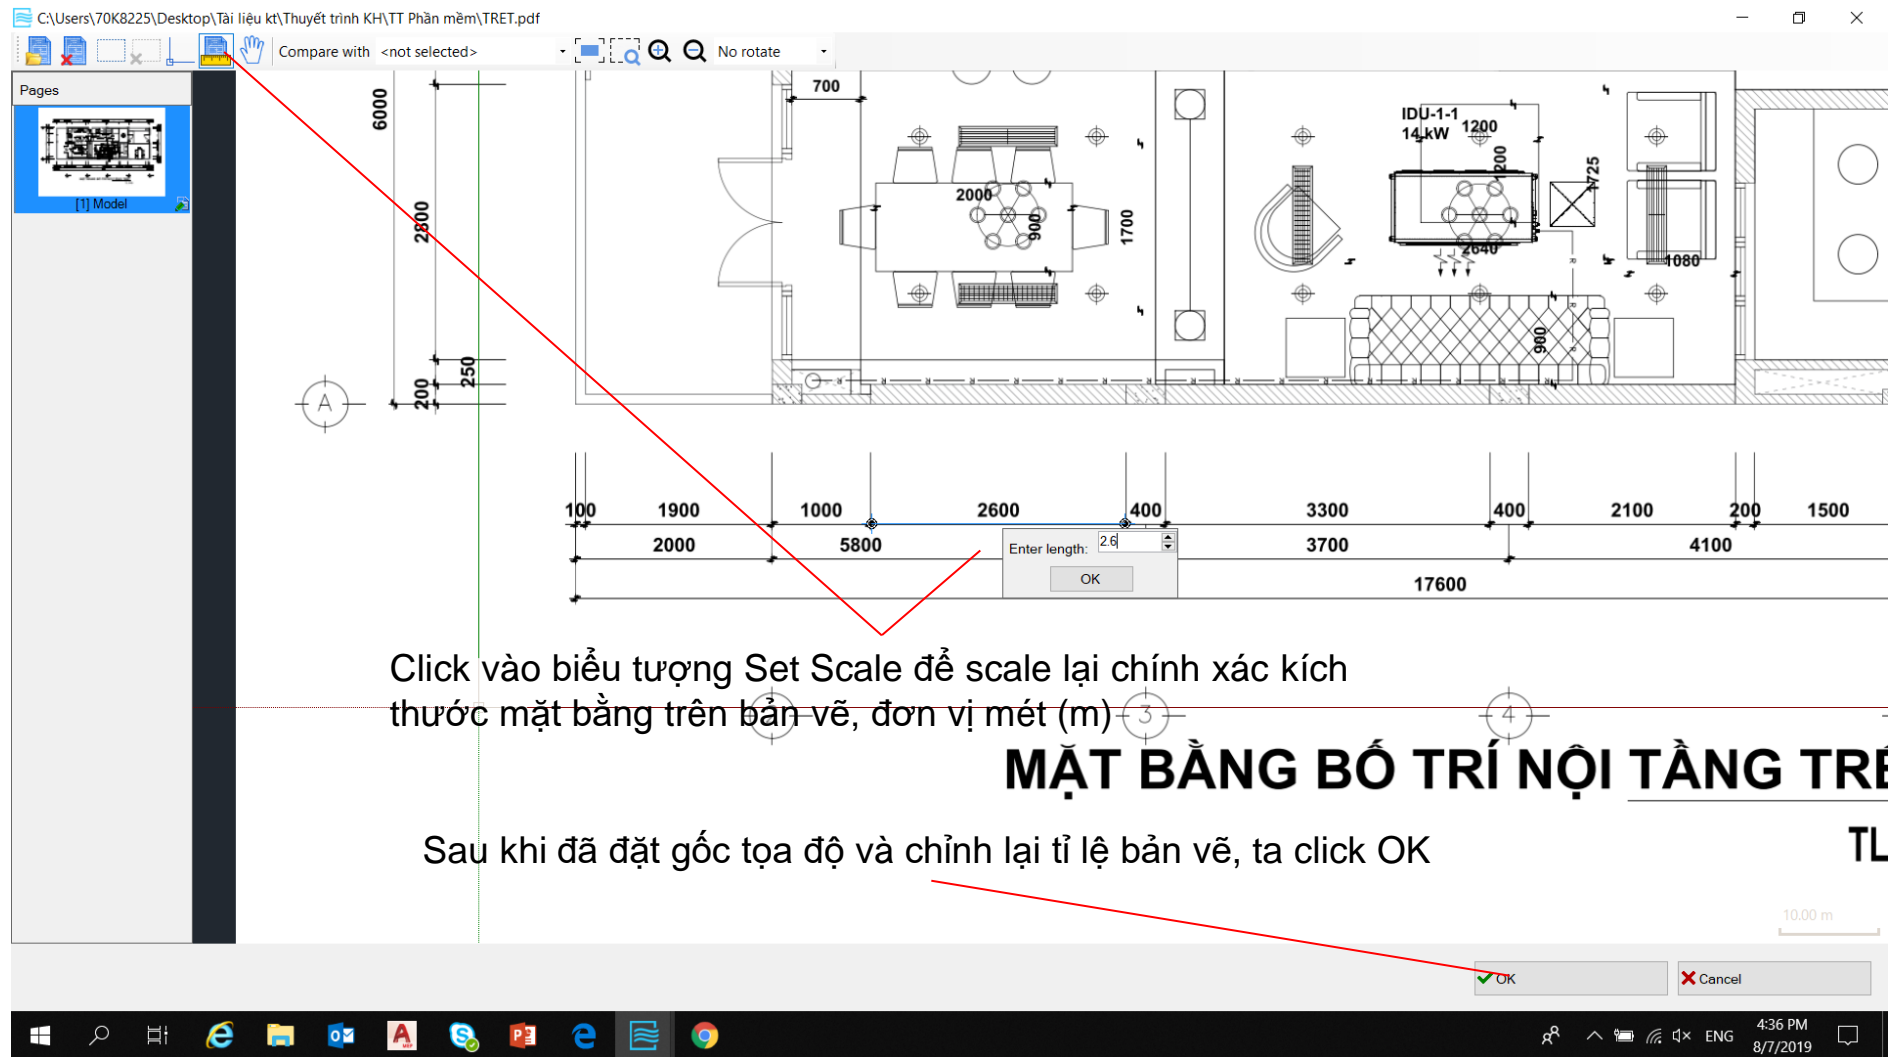 C:\Users\70K8225\Desktop\Tài liệu kt\Thuyết trình KH\TT Phần mềm\TRET.pdf
Compare with <not selected> No rotate
Pages
[1] Model
6000
2800
250
200
A
700
2000
900
1700
IDU-1-1
14 kW
1200
1200
1725
2640
1080
900
100 1900 1000 2600 400 3300 400 2100 200 1500
2000 5800 3700 4100
Enter length: 2.6
OK
17600
Click vào biểu tượng Set Scale để scale lại chính xác kích
thước mặt bằng trên bản vẽ, đơn vị mét (m)
3 4
MẶT BẰNG BỐ TRÍ NỘI TẦNG TRỆ
TL
Sau khi đã đặt gốc tọa độ và chỉnh lại tỉ lệ bản vẽ, ta click OK
10.00 m
OK Cancel
ENG 4:36 PM
8/7/2019